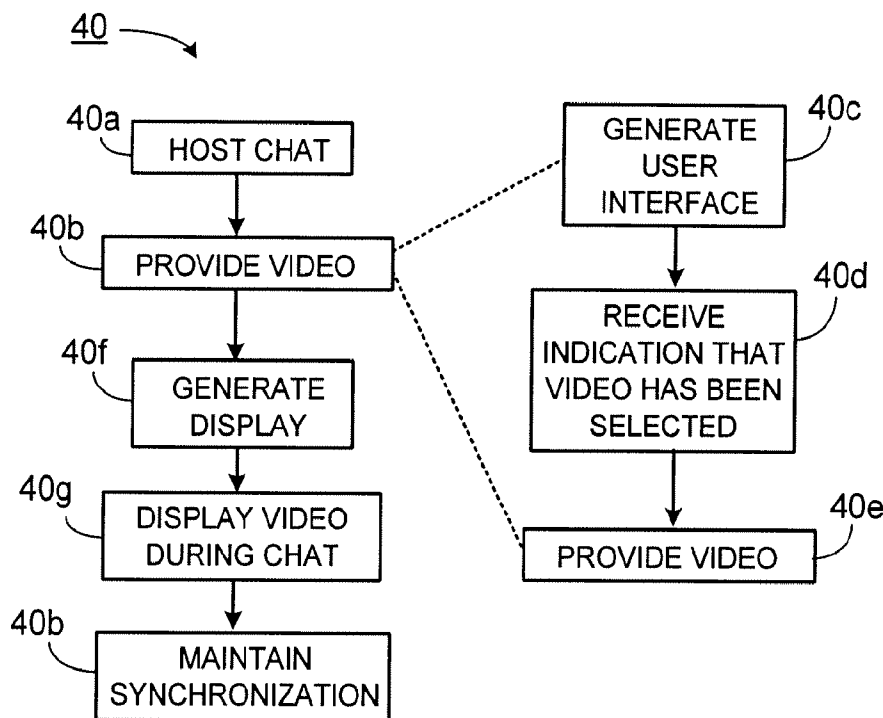 40
40a
HOST CHAT
40b
PROVIDE VIDEO
40f
GENERATE
DISPLAY
40g
DISPLAY VIDEO
DURING CHAT
40b
MAINTAIN
SYNCHRONIZATION
40c
GENERATE
USER
INTERFACE
40d
RECEIVE
INDICATION THAT
VIDEO HAS BEEN
SELECTED
40e
PROVIDE VIDEO